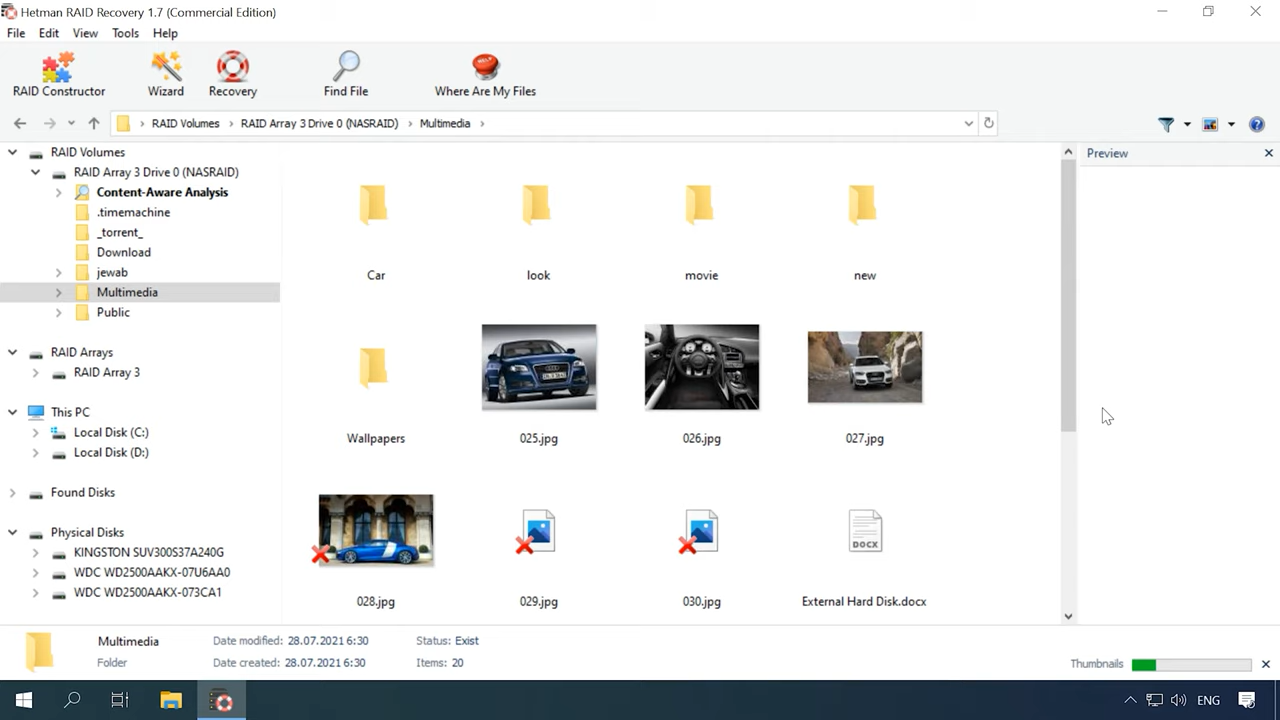 Hetman RAID Recovery 1.7 (Commercial Edition)
File Edit View Tools Help
RAID Constructor Wizard Recovery Find File Where Are My Files
RAID Volumes RAID Array 3 Drive 0 (NASRAID) Multimedia
RAID Volumes
RAID Array 3 Drive 0 (NASRAID)
Content-Aware Analysis
.timemachine
_torrent_
Download
jewab
Multimedia
Public
RAID Arrays
RAID Array 3
This PC
Local Disk (C:)
Local Disk (D:)
Found Disks
Physical Disks
KINGSTON SUV300S37A240G
WDC WD2500AAKX-07U6AA0
WDC WD2500AAKX-073CA1
Car look movie new
Wallpapers 025.jpg 026.jpg 027.jpg
DOCX
028.jpg 029.jpg 030.jpg External Hard Disk.docx
Preview
Multimedia Date modified: 28.07.2021 6:30 Status: Exist
Folder Date created: 28.07.2021 6:30 Items: 20
Thumbnails
ENG